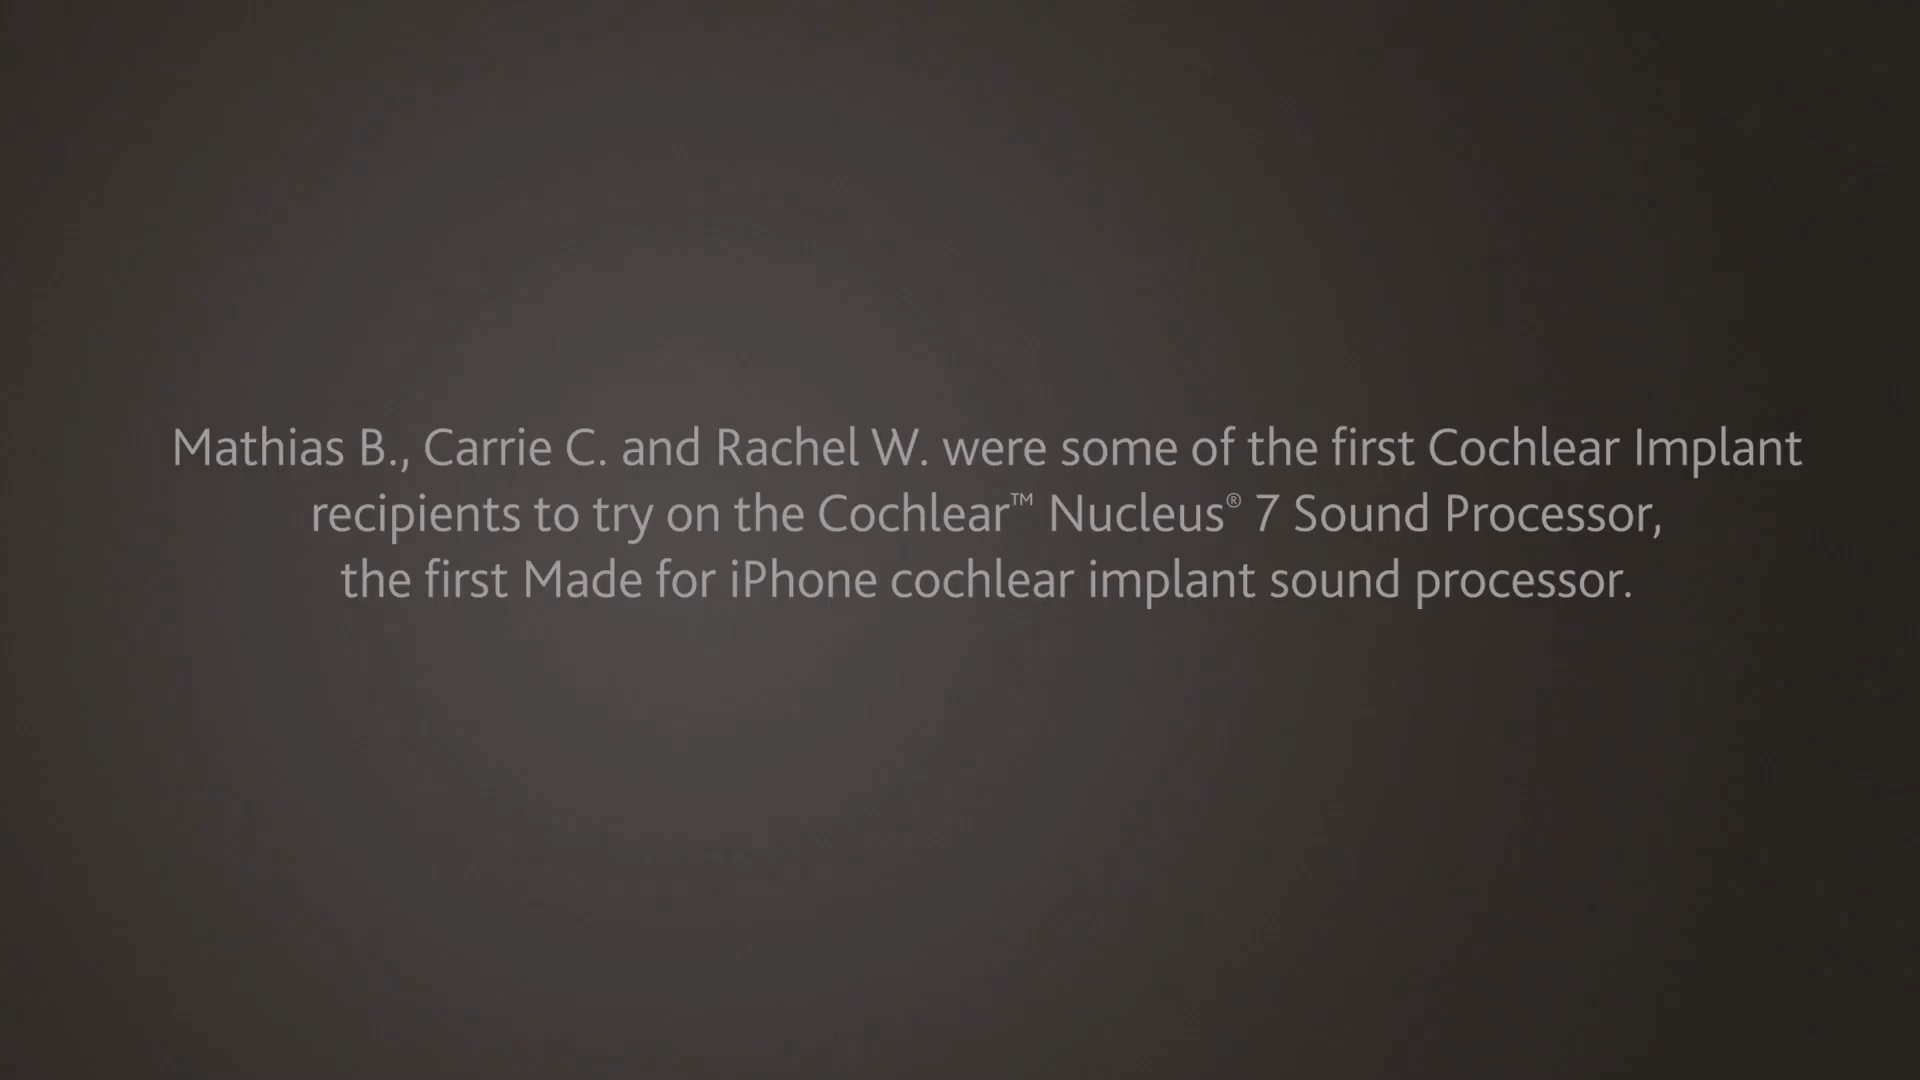 Mathias B., Carrie C. and Rachel W. were some of the first Cochlear Implant
recipients to try on the Cochlear™ Nucleus® 7 Sound Processor,
the first Made for iPhone cochlear implant sound processor.